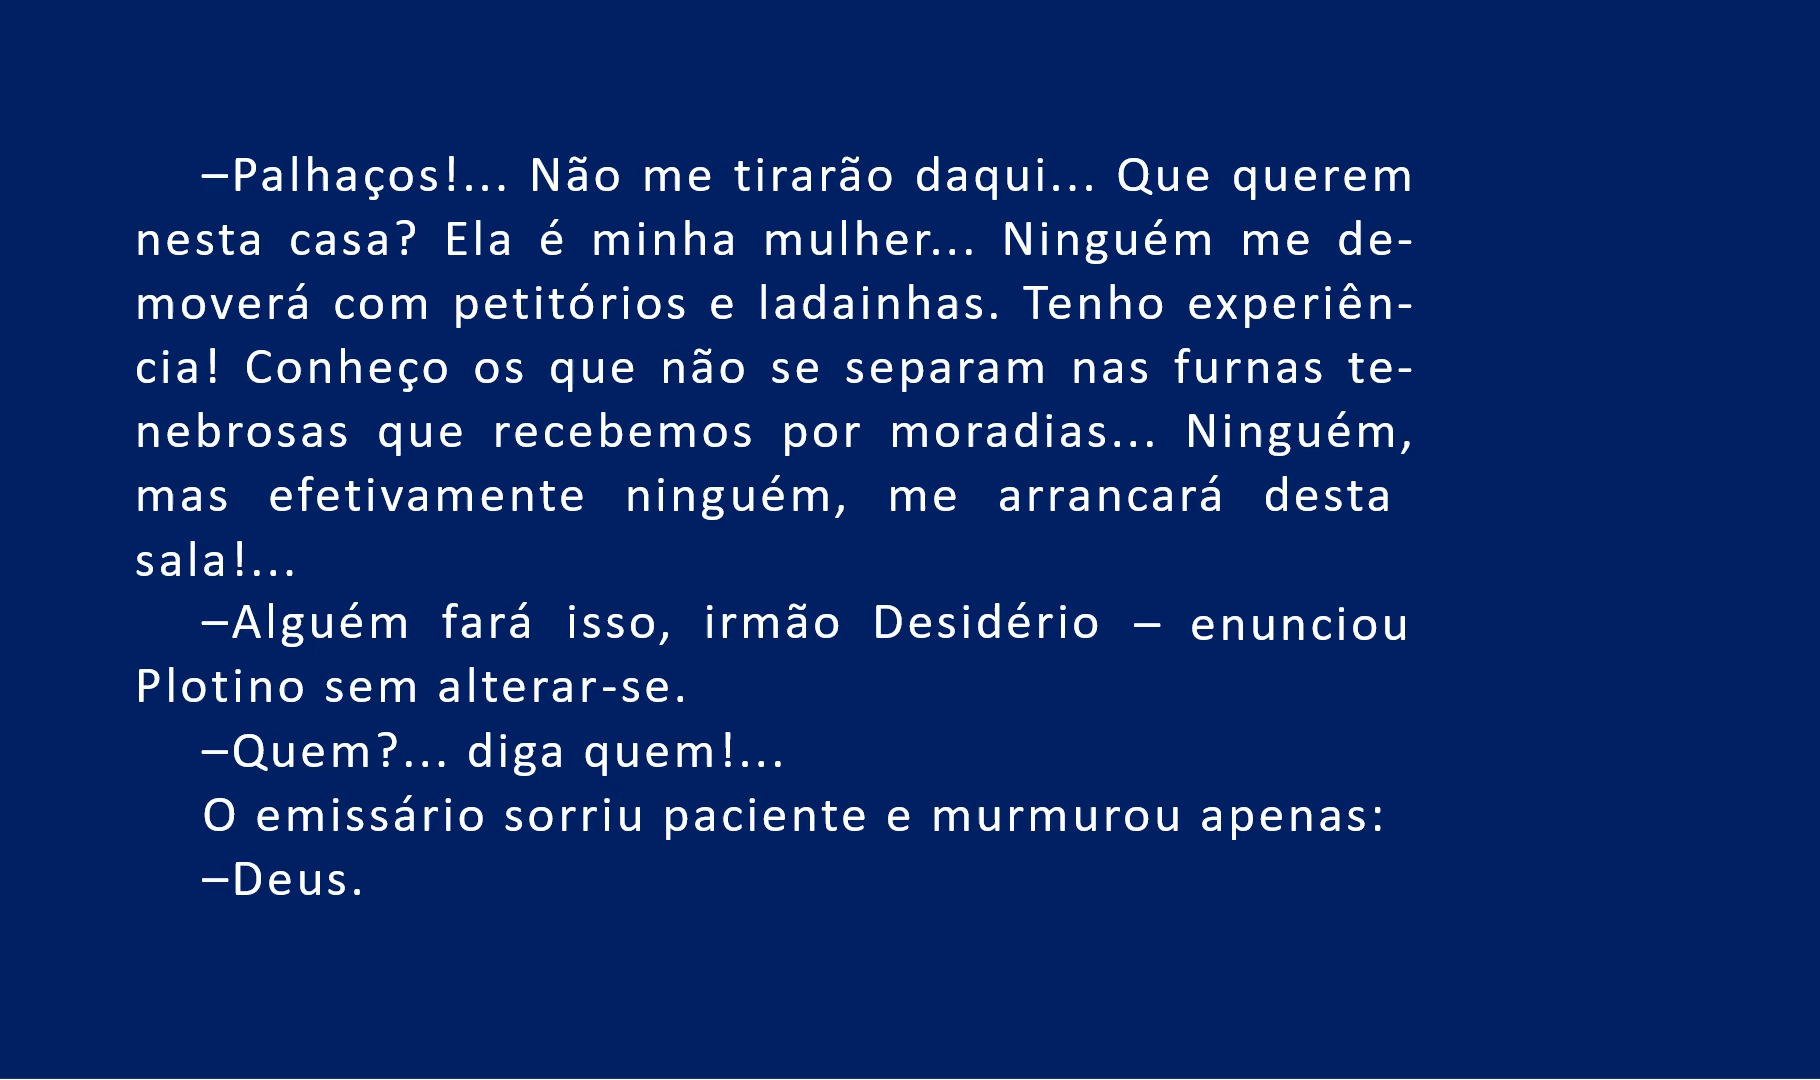 –Palhaços!... Não me tirarão daqui... Que querem
nesta casa? Ela é minha mulher... Ninguém me de-
moverá com petitórios e ladainhas. Tenho experiên-
cia! Conheço os que não se separam nas furnas te-
nebrosas que recebemos por moradias... Ninguém,
mas efetivamente ninguém, me arrancará desta
sala!...
–Alguém fará isso, irmão Desidério – enunciou
Plotino sem alterar-se.
–Quem?... diga quem!...
O emissário sorriu paciente e murmurou apenas:
–Deus.